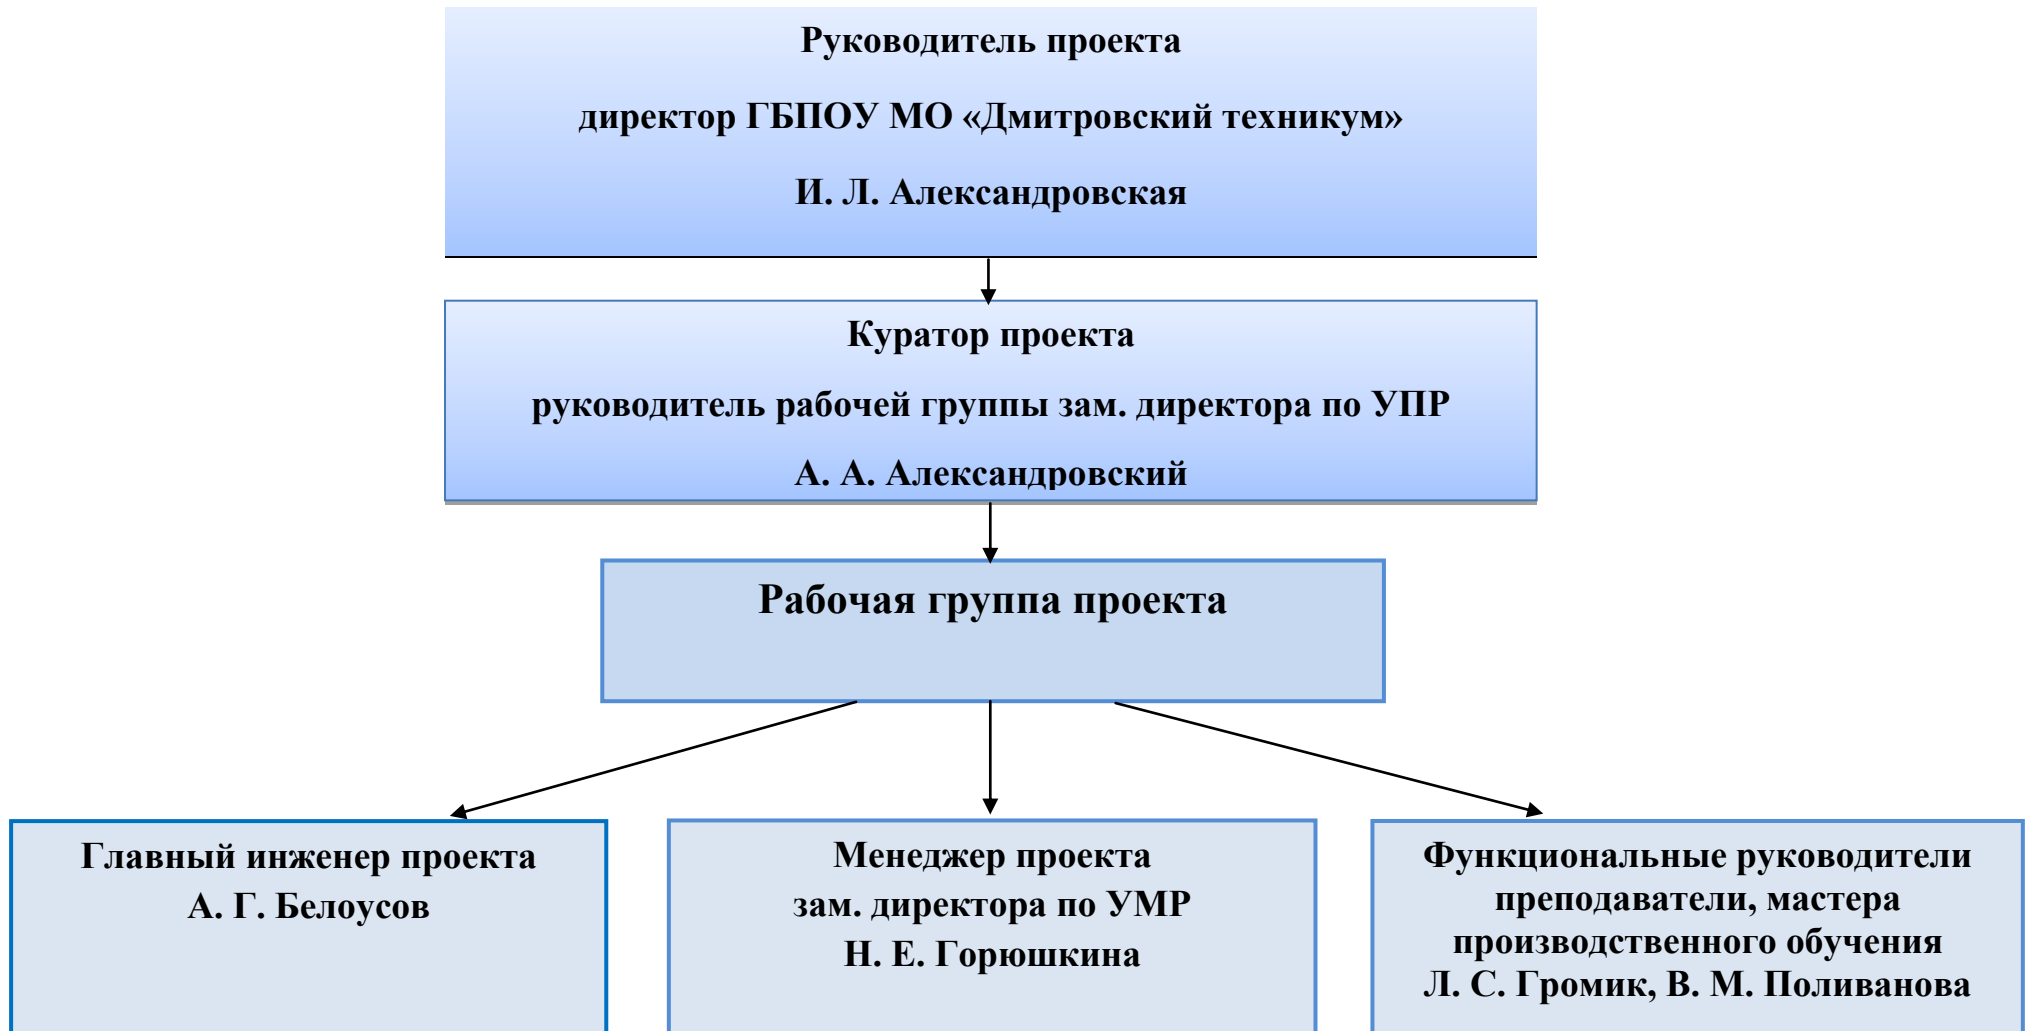 Руководитель проекта
директор ГБПОУ МО «Дмитровский техникум»
И. Л. Александровская
Куратор проекта
руководитель рабочей группы зам. директора по УПР
А. А. Александровский
Рабочая группа проекта
Главный инженер проекта
А. Г. Белоусов
Менеджер проекта
зам. директора по УМР
Н. Е. Горюшкина
Функциональные руководители
преподаватели, мастера
производственного обучения
Л. С. Громик, В. М. Поливанова